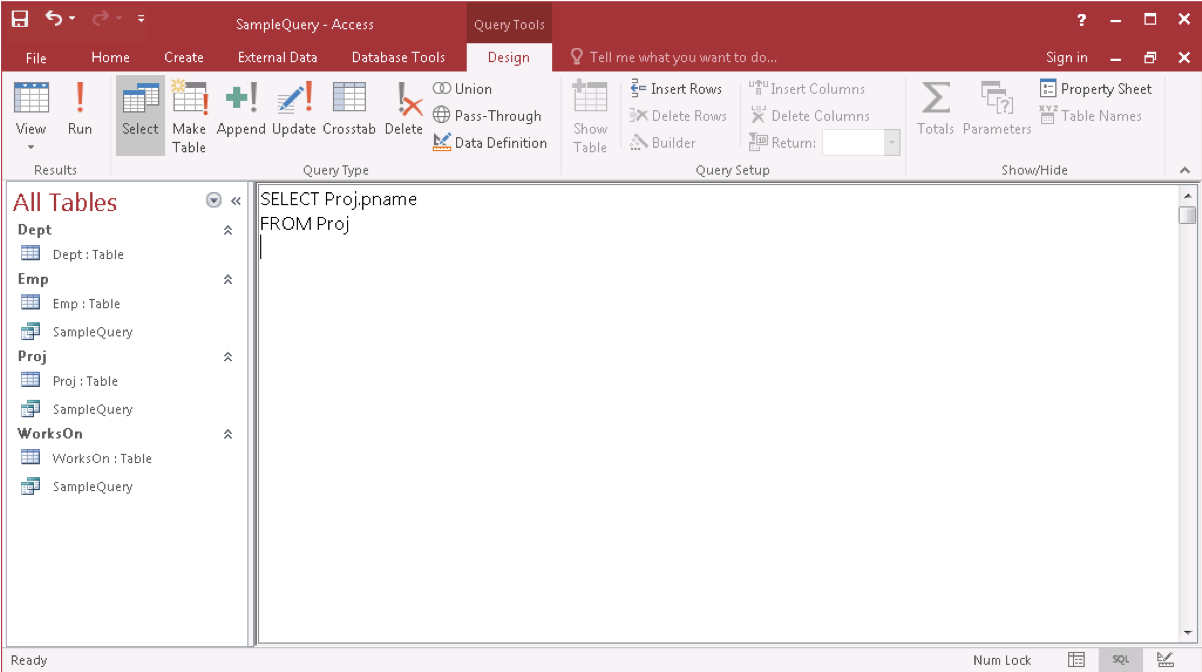 SampleQuery - Access
Query Tools
?
File Home Create External Data Database Tools Design Tell me what you want to do... Sign in
View
Run
Select
Make Table
Append
Update
Crosstab
Delete
Union
Pass-Through
Data Definition
Show Table
Insert Rows
Delete Rows
Builder
Insert Columns
Delete Columns
Return:
Totals
Parameters
Property Sheet
XYZ Table Names
Results
Query Type
Query Setup
Show/Hide
All Tables
Dept
Dept : Table
Emp
Emp : Table
SampleQuery
Proj
Proj : Table
SampleQuery
WorksOn
WorksOn : Table
SampleQuery
SELECT Proj.pname
FROM Proj
Ready
Num Lock
SQL